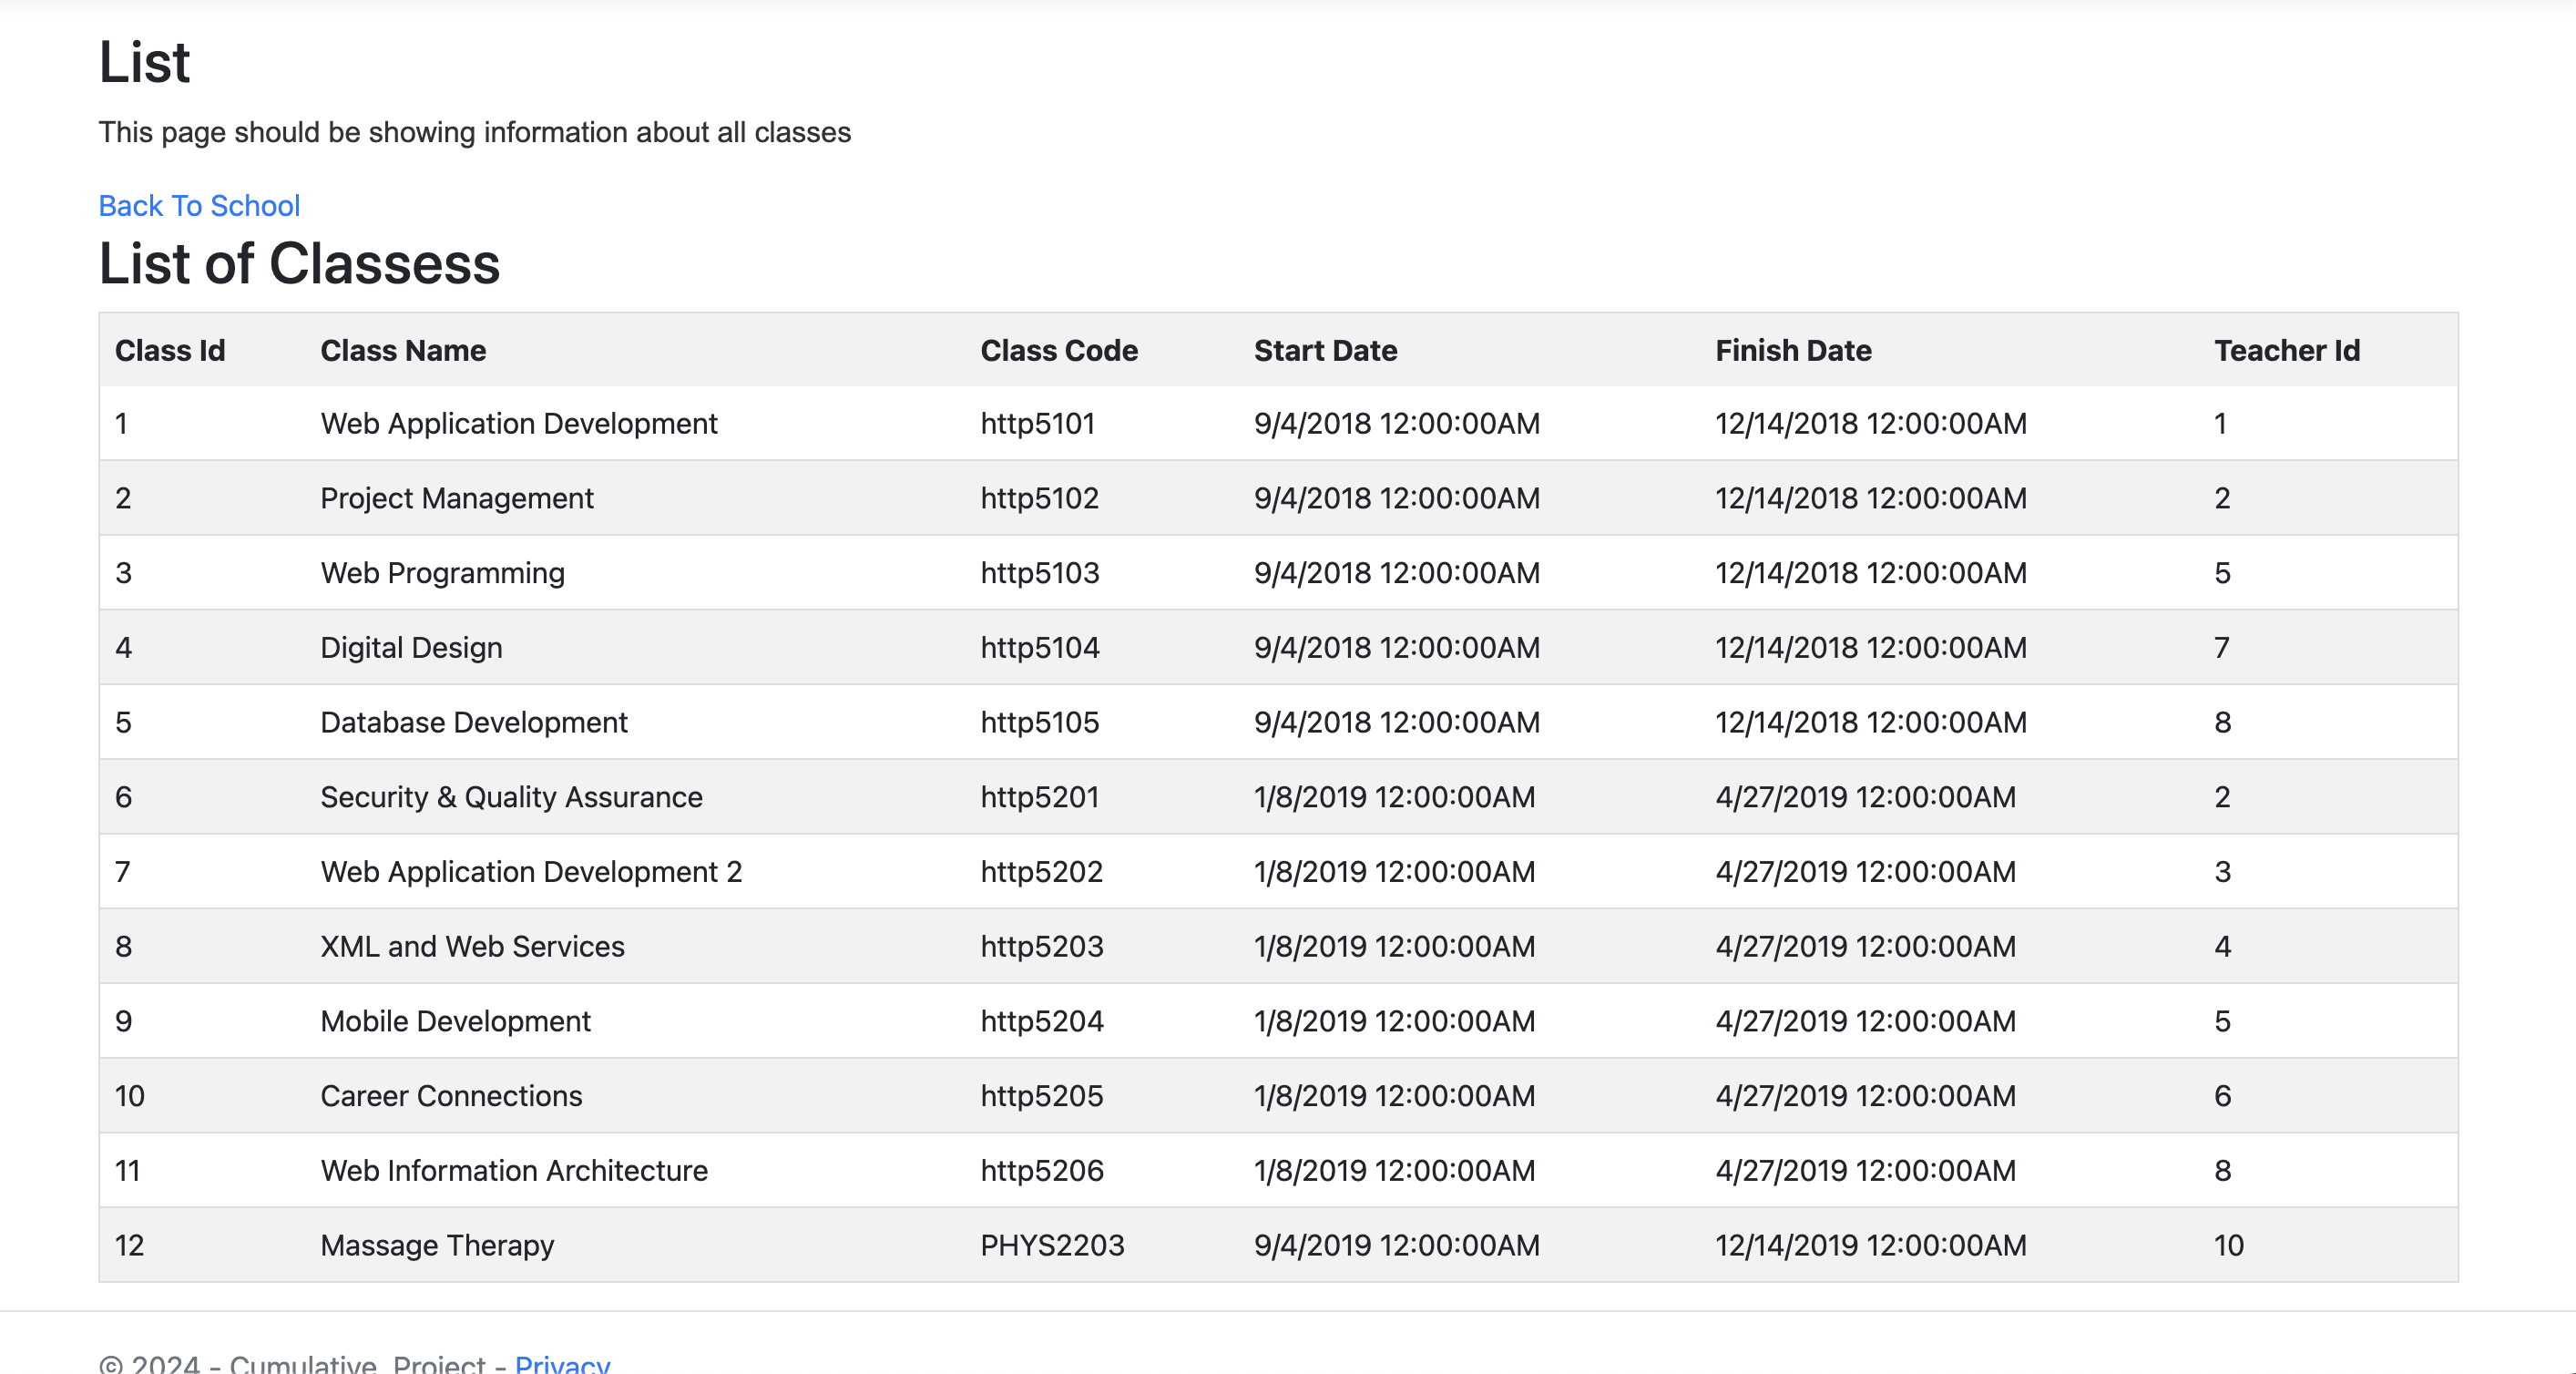 List
This page should be showing information about all classes
Back To School
List of Classess
Class Id Class Name Class Code Start Date Finish Date Teacher Id
1 Web Application Development http5101 9/4/2018 12:00:00AM 12/14/2018 12:00:00AM 1
2 Project Management http5102 9/4/2018 12:00:00AM 12/14/2018 12:00:00AM 2
3 Web Programming http5103 9/4/2018 12:00:00AM 12/14/2018 12:00:00AM 5
4 Digital Design http5104 9/4/2018 12:00:00AM 12/14/2018 12:00:00AM 7
5 Database Development http5105 9/4/2018 12:00:00AM 12/14/2018 12:00:00AM 8
6 Security & Quality Assurance http5201 1/8/2019 12:00:00AM 4/27/2019 12:00:00AM 2
7 Web Application Development 2 http5202 1/8/2019 12:00:00AM 4/27/2019 12:00:00AM 3
8 XML and Web Services http5203 1/8/2019 12:00:00AM 4/27/2019 12:00:00AM 4
9 Mobile Development http5204 1/8/2019 12:00:00AM 4/27/2019 12:00:00AM 5
10 Career Connections http5205 1/8/2019 12:00:00AM 4/27/2019 12:00:00AM 6
11 Web Information Architecture http5206 1/8/2019 12:00:00AM 4/27/2019 12:00:00AM 8
12 Massage Therapy PHYS2203 9/4/2019 12:00:00AM 12/14/2019 12:00:00AM 10
© 2024 - Cumulative_Project - Privacy